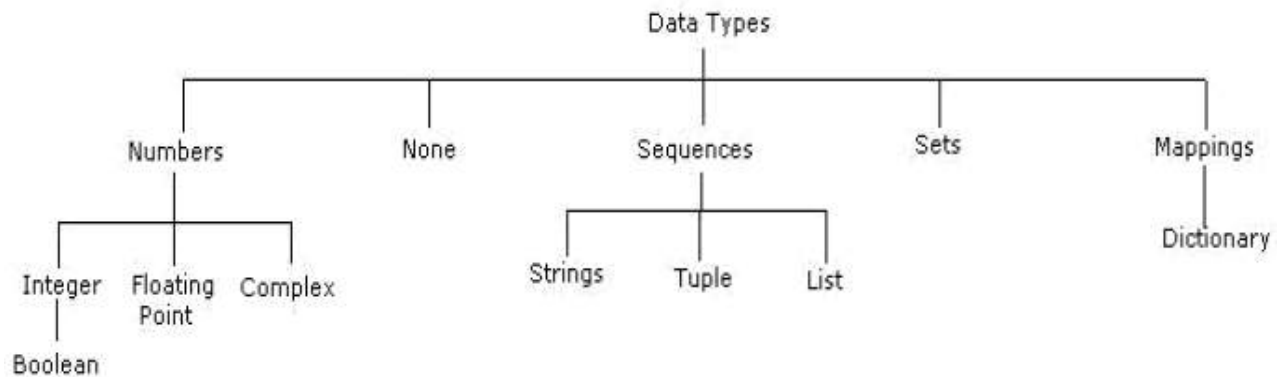 Data Types
Numbers
None
Sequences
Sets
Mappings
Integer
Floating
Point
Complex
Strings
Tuple
List
Dictionary
Boolean